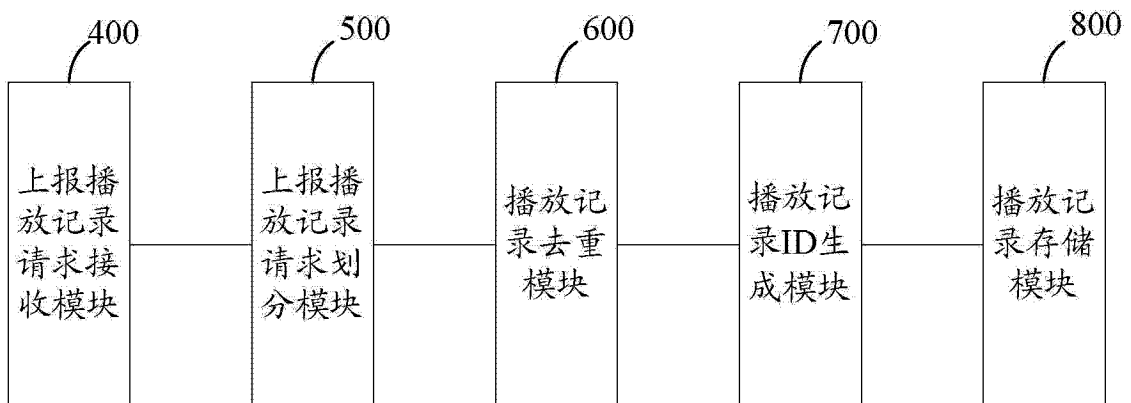 400
500
600
700
800
上报播
放记录
请求接
收模块
上报播
放记录
请求划
分模块
播放记
录去重
模块
播放记
录ID生
成模块
播放记
录存储
模块